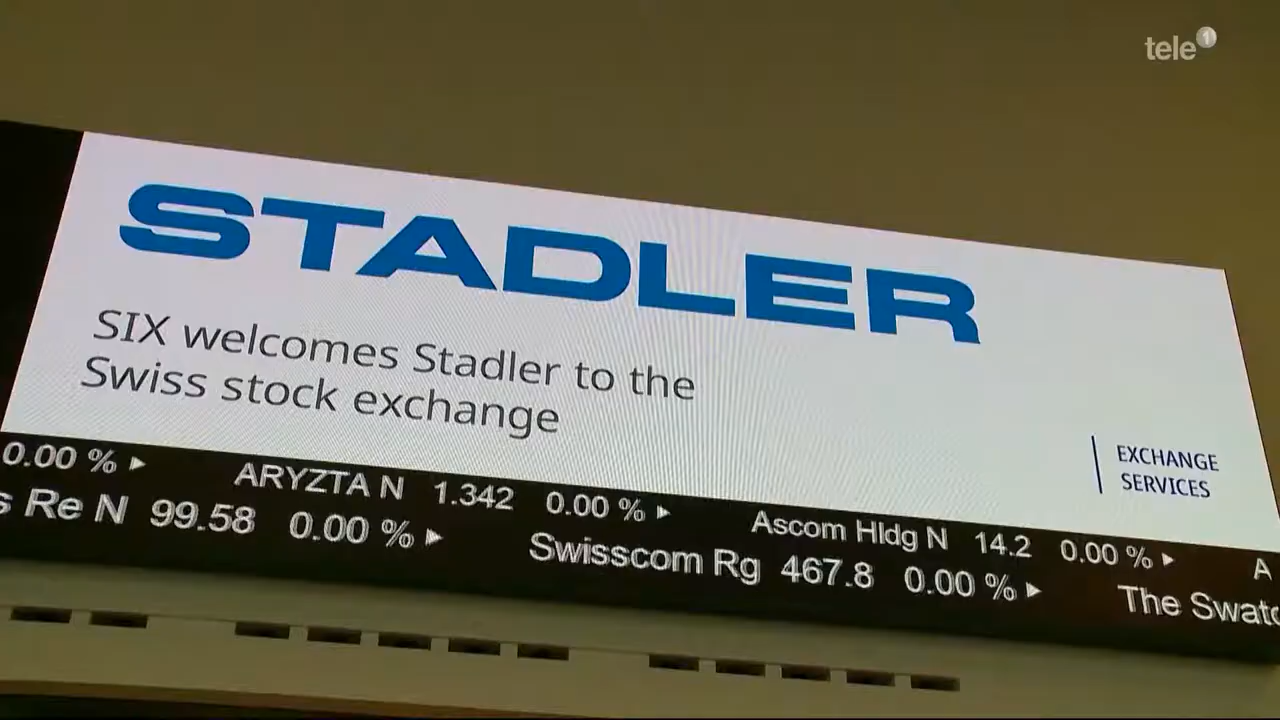 tele1
STADLER
SIX welcomes Stadler to the
Swiss stock exchange
EXCHANGE
SERVICES
0.00 % ▸ ARYZTA N 1.342 0.00 % ▸ Ascom Hldg N 14.2 0.00 % ▸ A
s Re N 99.58 0.00 % ▸ Swisscom Rg 467.8 0.00 % ▸ The Swatc